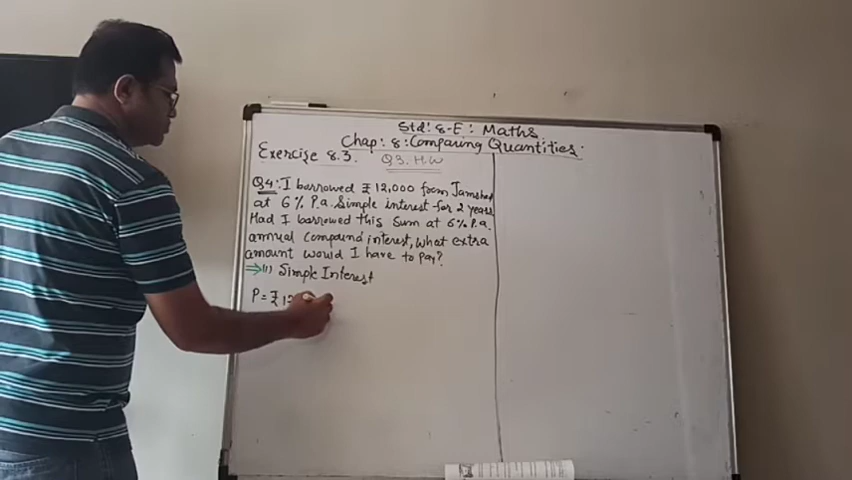 Std: 8-E: Maths
Chap: 8: Comparing Quantities.
Exercise 8.3. Q3. H.W
Q4: I borrowed ₹12,000 from Jamshed
at 6% P.a. Simple interest for 2 years.
Had I borrowed this Sum at 6% P.a.
annual Compound interest, what extra
amount would I have to pay?
⇒ (i) Simple Interest
P = ₹ 12